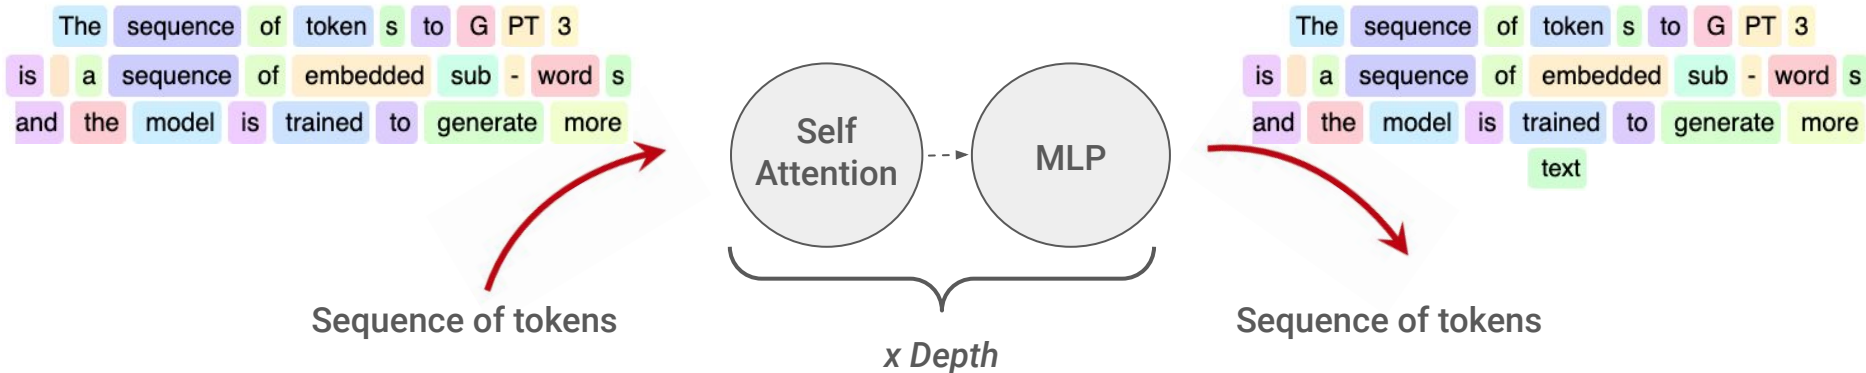 The sequence of token s to G PT 3
is a sequence of embedded sub - word s
and the model is trained to generate more
Self
Attention
MLP
x Depth
Sequence of tokens
The sequence of token s to G PT 3
is a sequence of embedded sub - word s
and the model is trained to generate more
text
Sequence of tokens